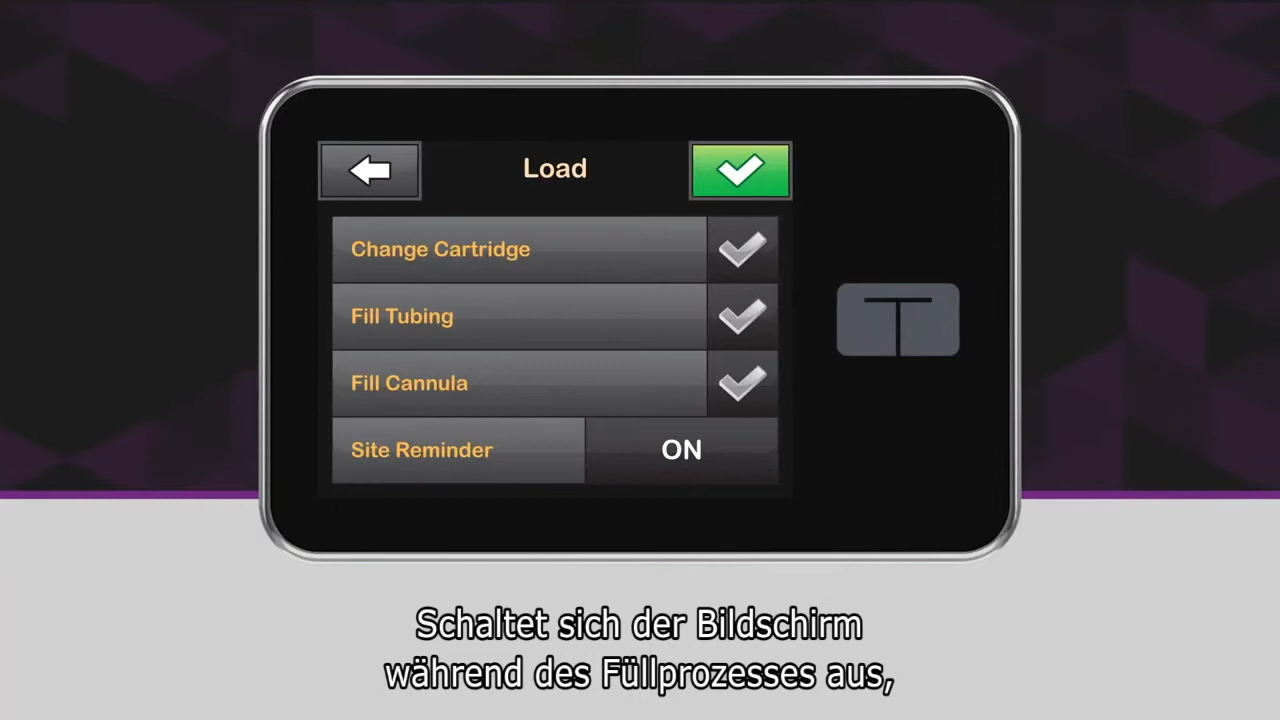 Load
Change Cartridge
Fill Tubing
Fill Cannula
Site Reminder ON
Schaltet sich der Bildschirm
während des Füllprozesses aus,